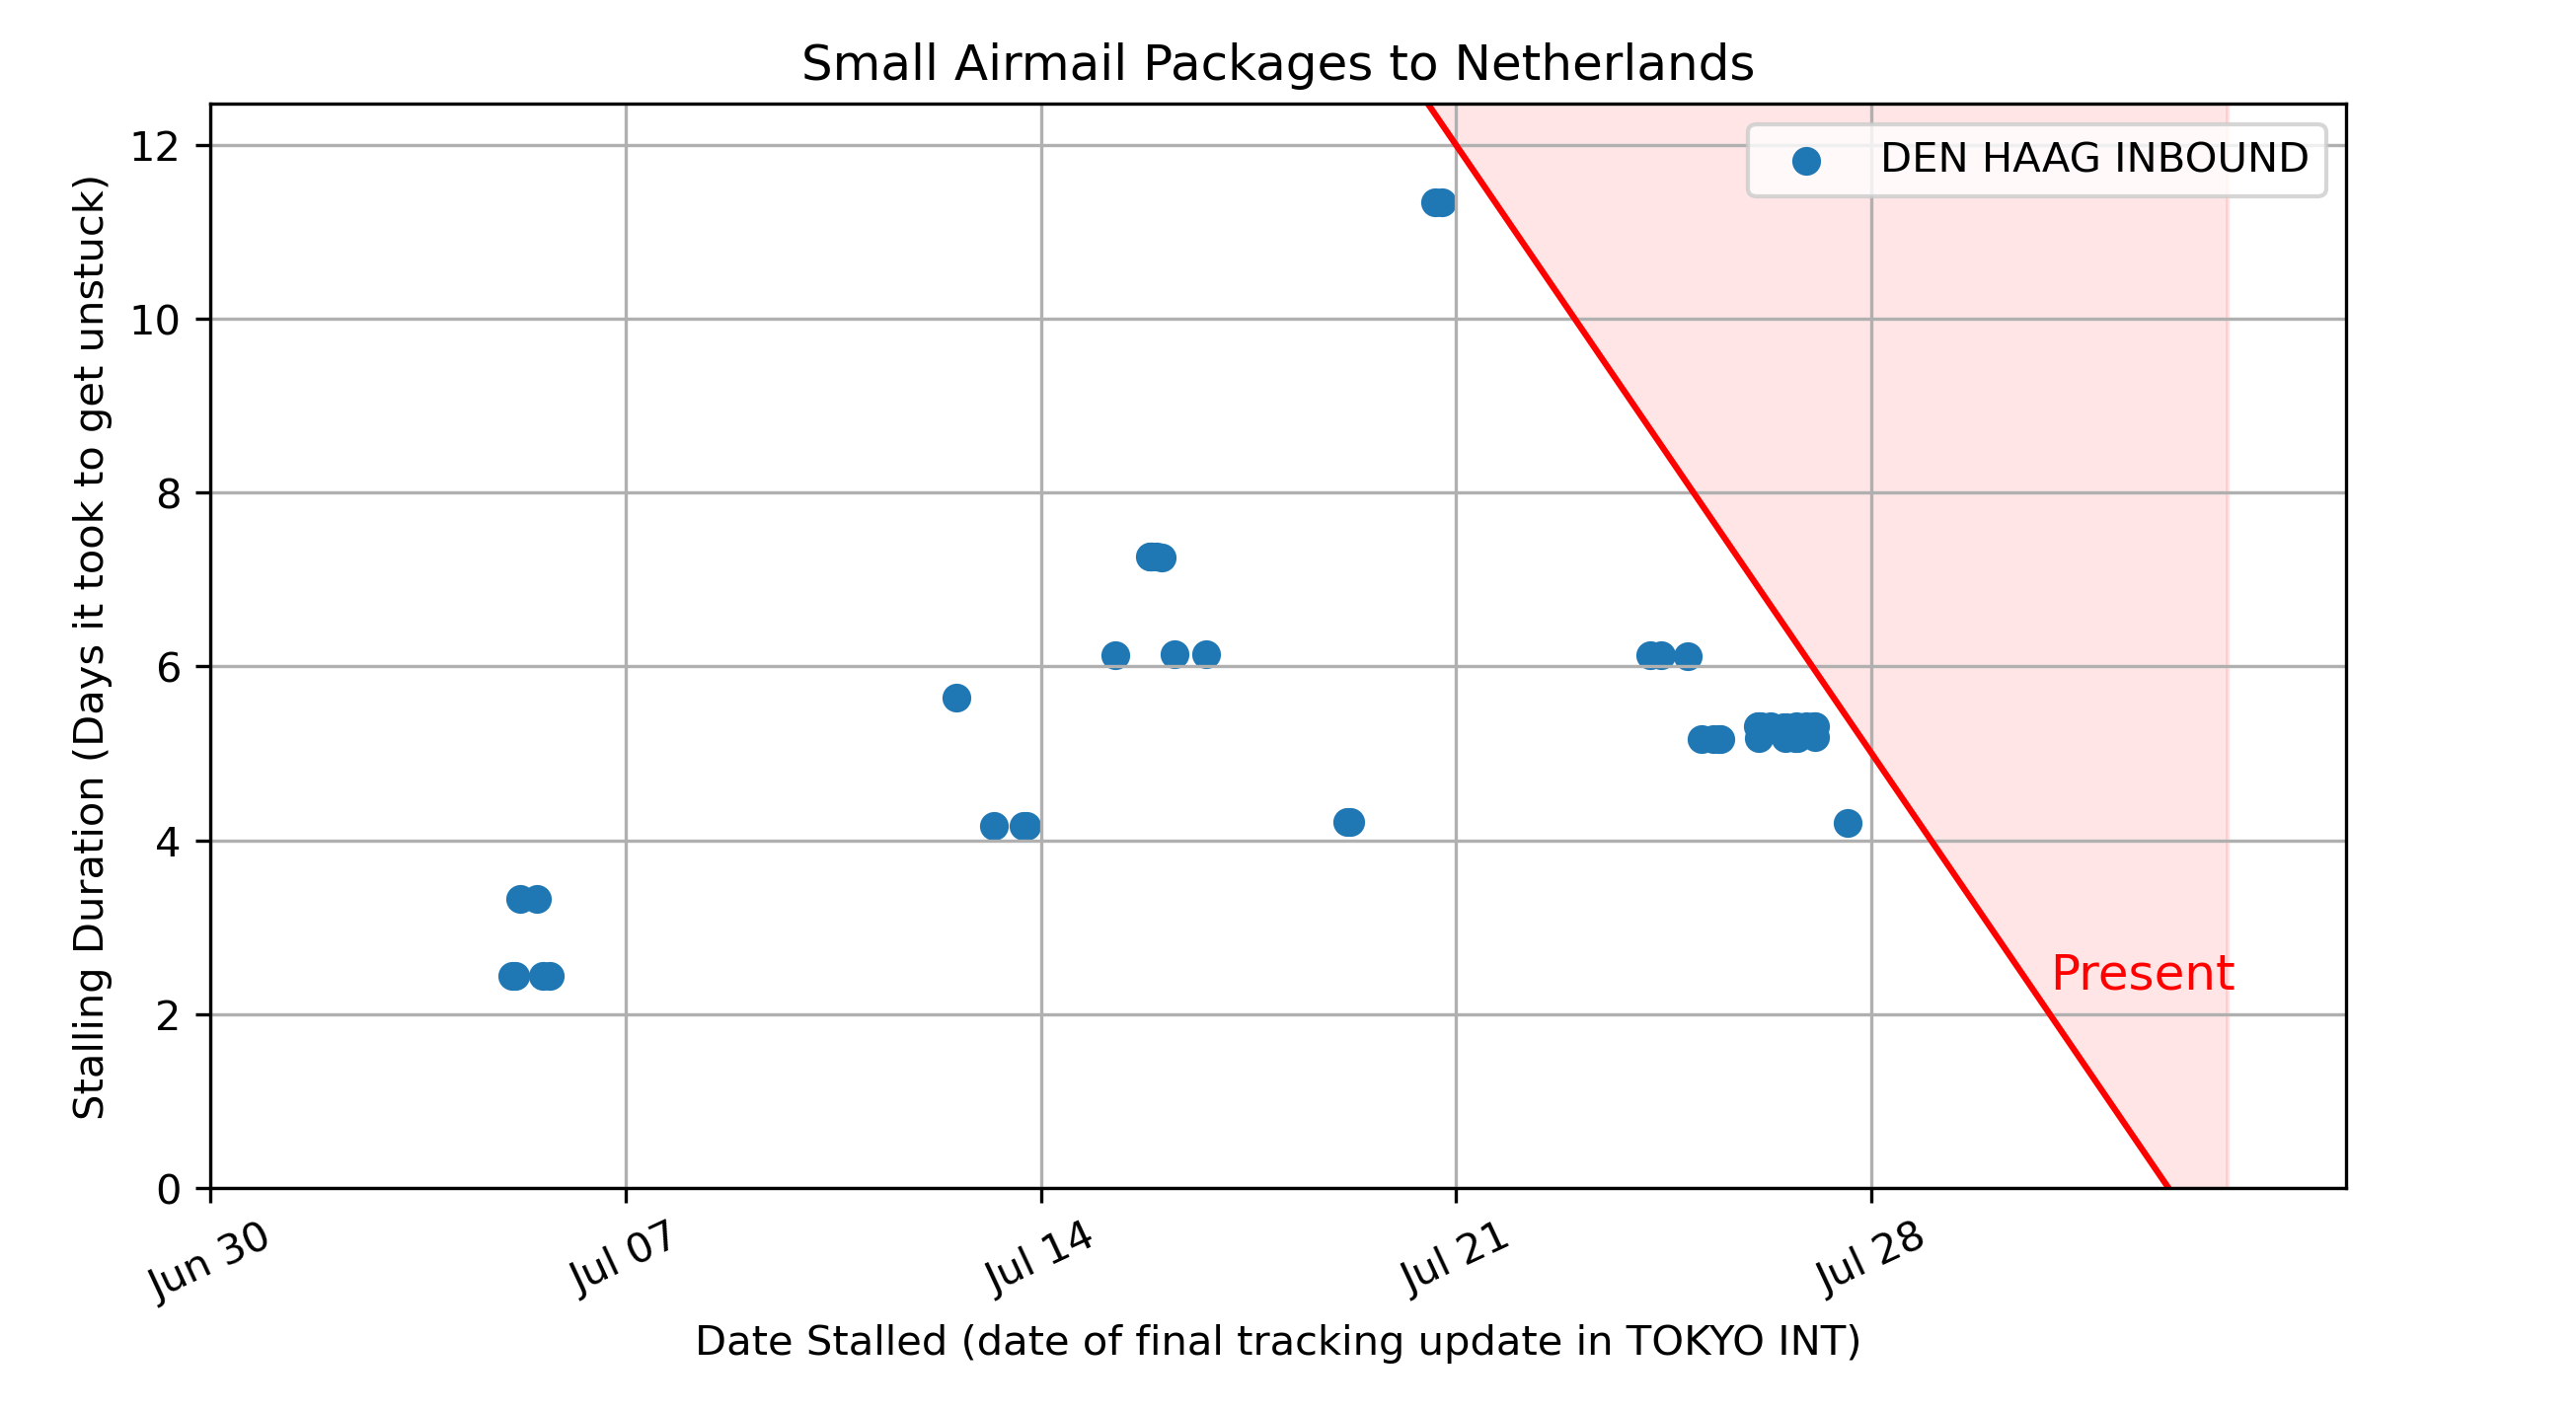 Small Airmail Packages to Netherlands
DEN HAAG INBOUND
12
10
8
6
4
2
0
Stalling Duration (Days it took to get unstuck)
Present
Jun 30
Jul 07
Jul 14
Jul 21
Jul 28
Date Stalled (date of final tracking update in TOKYO INT)